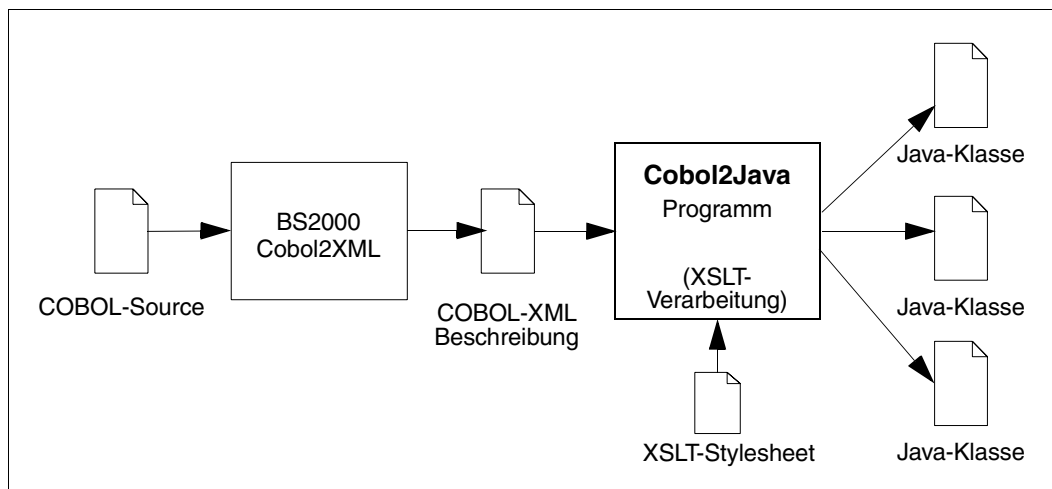 COBOL-Source
BS2000
Cobol2XML
COBOL-XML
Beschreibung
Cobol2Java
Programm
(XSLT-
Verarbeitung)
XSLT-Stylesheet
Java-Klasse
Java-Klasse
Java-Klasse